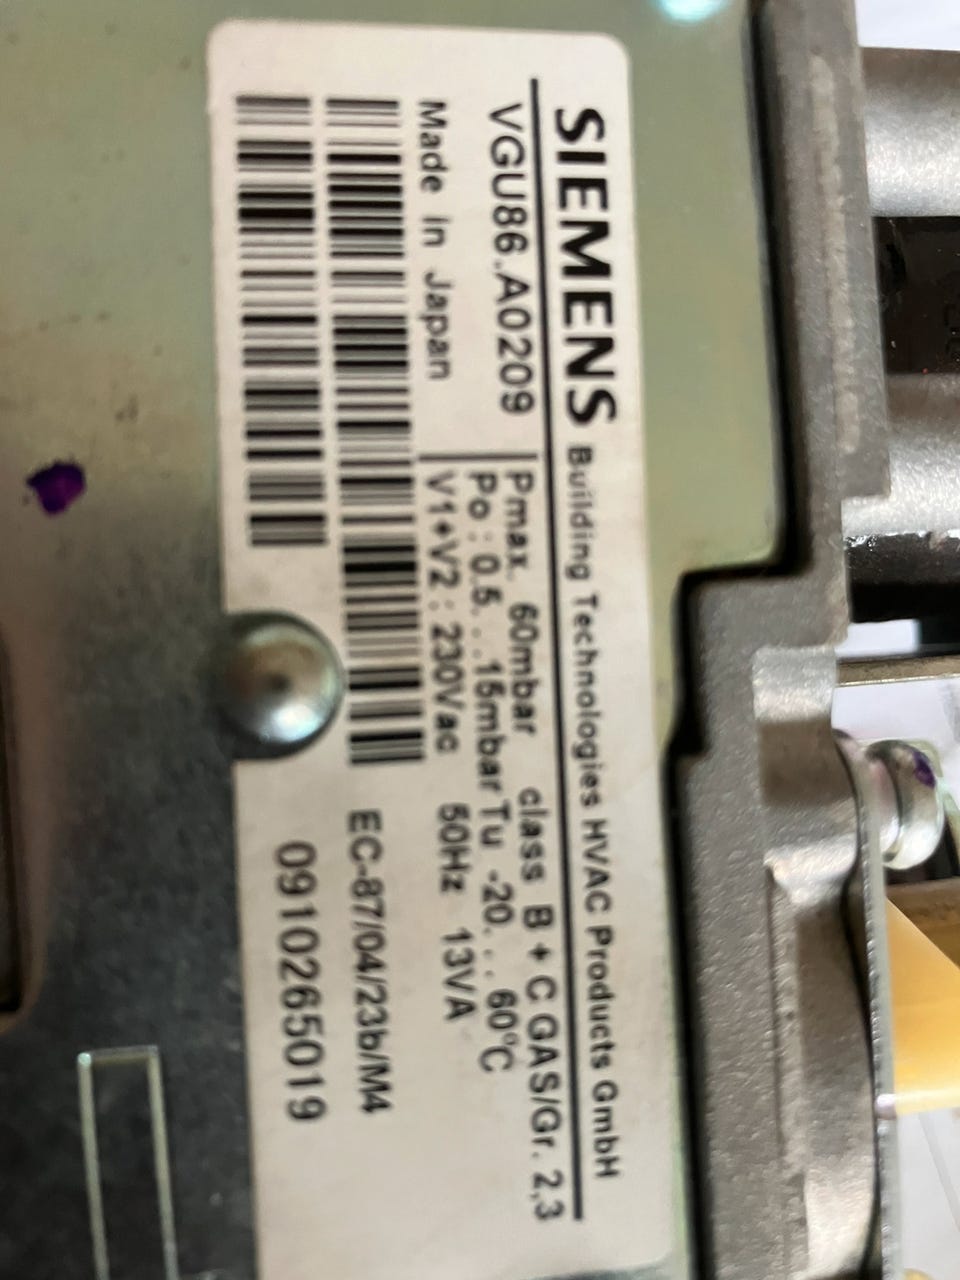 SIEMENS Building Technologies HVAC Products GmbH
VGU86.A0209
Made in Japan
Pmax. 60mbar class B + C GAS/Gr. 2,3
Po : 0.5. . .15mbar Tu -20. . .60°C
V1+V2 : 230Vac 50Hz 13VA
EC-87/04/23b/M4
0910265019